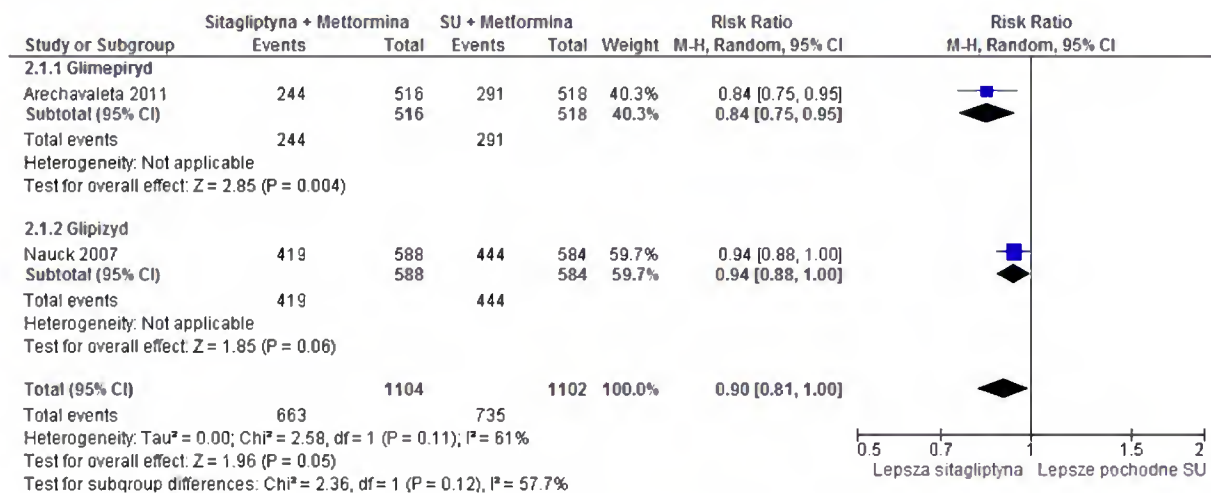 Sitagliptyna + Metformina SU + Metformina Risk Ratio Risk Ratio
Study or Subgroup Events Total Events Total Weight M-H, Random, 95% CI M-H, Random, 95% CI
2.1.1 Glimepiryd
Arechavaleta 2011 244 516 291 518 40.3% 0.84 [0.75, 0.95]
Subtotal (95% CI) 516 518 40.3% 0.84 [0.75, 0.95]
Total events 244 291
Heterogeneity: Not applicable
Test for overall effect: Z = 2.85 (P = 0.004)
2.1.2 Glipizyd
Nauck 2007 419 588 444 584 59.7% 0.94 [0.88, 1.00]
Subtotal (95% CI) 588 584 59.7% 0.94 [0.88, 1.00]
Total events 419 444
Heterogeneity: Not applicable
Test for overall effect: Z = 1.85 (P = 0.06)
Total (95% CI) 1104 1102 100.0% 0.90 [0.81, 1.00]
Total events 663 735
Heterogeneity: Tau² = 0.00; Chi² = 2.58, df = 1 (P = 0.11); I² = 61%
Test for overall effect: Z = 1.96 (P = 0.05)
Test for subgroup differences: Chi² = 2.36, df = 1 (P = 0.12), I² = 57.7%
0.5 0.7 1 1.5 2
Lepsza sitagliptyna Lepsze pochodne SU